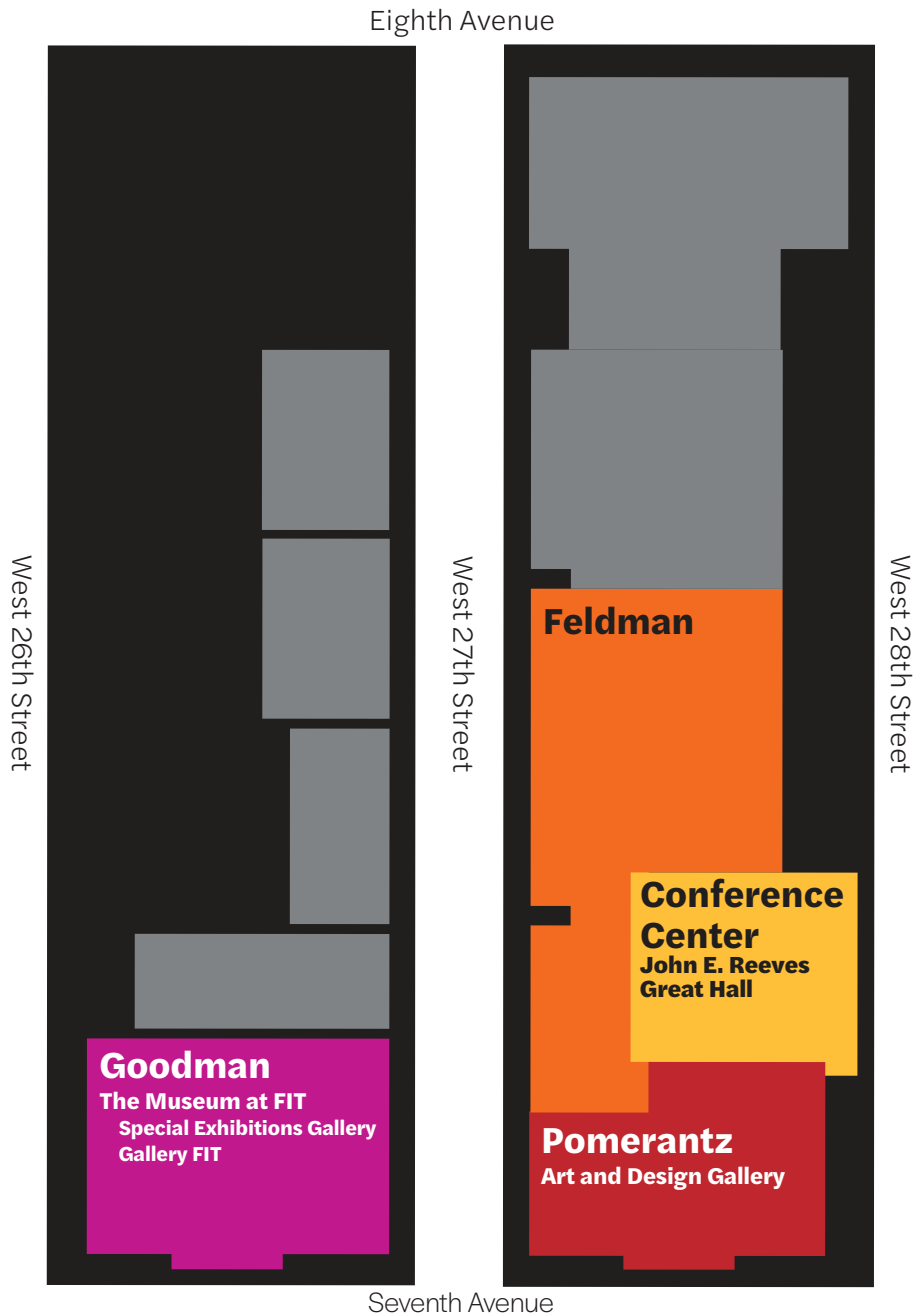 Eighth Avenue
West 26th Street
West 27th Street
West 28th Street
Feldman
Conference
Center
John E. Reeves
Great Hall
Goodman
The Museum at FIT
Special Exhibitions Gallery
Gallery FIT
Pomerantz
Art and Design Gallery
Seventh Avenue